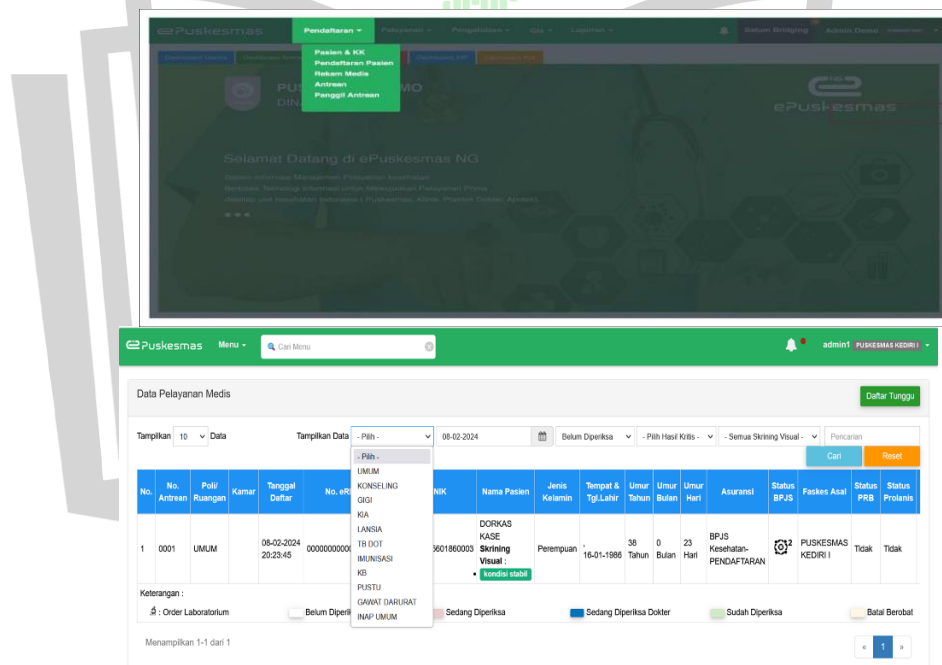 ePuskesmas
Pendaftaran
Pelayanan
Laporan
Belum Bridging
Admin Demo
Pasien & KK
Pendaftaran Pasien
Rekam Medis
Antrean
Panggil Antrean
ePuskesmas
Selamat Datang di ePuskesmas NG
ePuskesmas Menu
Cari Menu
admin1 PUSKESMAS KEDIRI I
Data Pelayanan Medis
Daftar Tunggu
Tampilkan 10 Data
Tampilkan Data - Pilih - 08-02-2024 Belum Diperiksa - Pilih Hasil Kritis - - Semua Skrining Visual - Pencarian
Cari Reset
- Pilih -
UMUM
KONSELING
GIGI
KIA
LANSIA
TB DOT
IMUNISASI
KB
PUSTU
GAWAT DARURAT
INAP UMUM
No. No. Antrean Poli/ Ruangan Kamar Tanggal Daftar No. eR NIK Nama Pasien Jenis Kelamin Tempat & Tgl.Lahir Umur Tahun Umur Bulan Umur Hari Asuransi Status BPJS Faskes Asal Status PRB Status Prolanis
1 0001 UMUM 08-02-2024 20:23:45 00000000000 5601860003 DORKAS KASE Skrining Visual : kondisi stabil Perempuan , 16-01-1986 38 Tahun 0 Bulan 23 Hari BPJS Kesehatan- PENDAFTARAN 2 PUSKESMAS KEDIRI I Tidak Tidak
Keterangan :
: Order Laboratorium Belum Diperik Sedang Diperiksa Sedang Diperiksa Dokter Sudah Diperiksa Batal Berobat
Menampilkan 1-1 dari 1
« 1 »